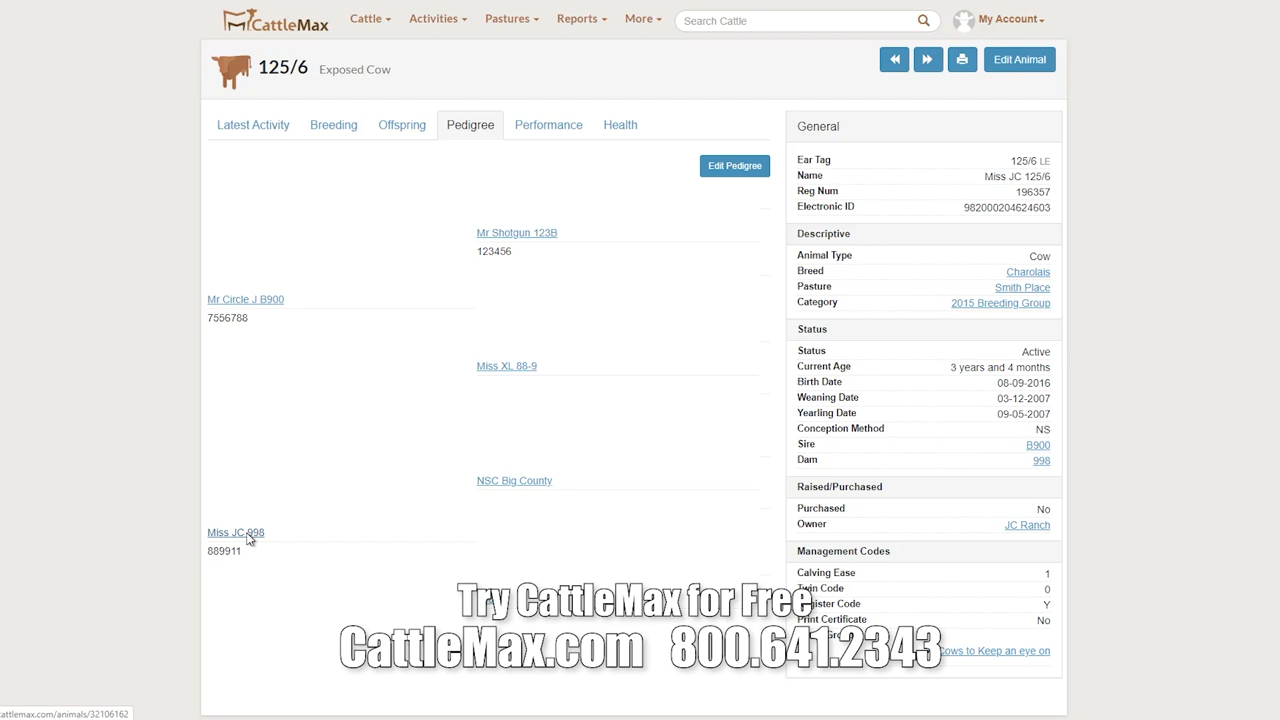 CattleMax
Cattle Activities Pastures Reports More Search Cattle My Account
125/6 Exposed Cow Edit Animal
Latest Activity Breeding Offspring Pedigree Performance Health
Edit Pedigree
Mr Shotgun 123B
123456
Mr Circle J B900
7556788
Miss XL 88-9
NSC Big County
Miss JC 998
889911
General
Ear Tag 125/6 LE
Name Miss JC 125/6
Reg Num 196357
Electronic ID 982000204624603
Descriptive
Animal Type Cow
Breed Charolais
Pasture Smith Place
Category 2015 Breeding Group
Status
Status Active
Current Age 3 years and 4 months
Birth Date 08-09-2016
Weaning Date 03-12-2007
Yearling Date 09-05-2007
Conception Method NS
Sire B900
Dam 998
Raised/Purchased
Purchased No
Owner JC Ranch
Management Codes
Calving Ease 1
Twin Code 0
Register Code Y
Print Certificate No
Cows to Keep an eye on
Try CattleMax for Free
CattleMax.com 800.641.2343
cattlemax.com/animals/32106162